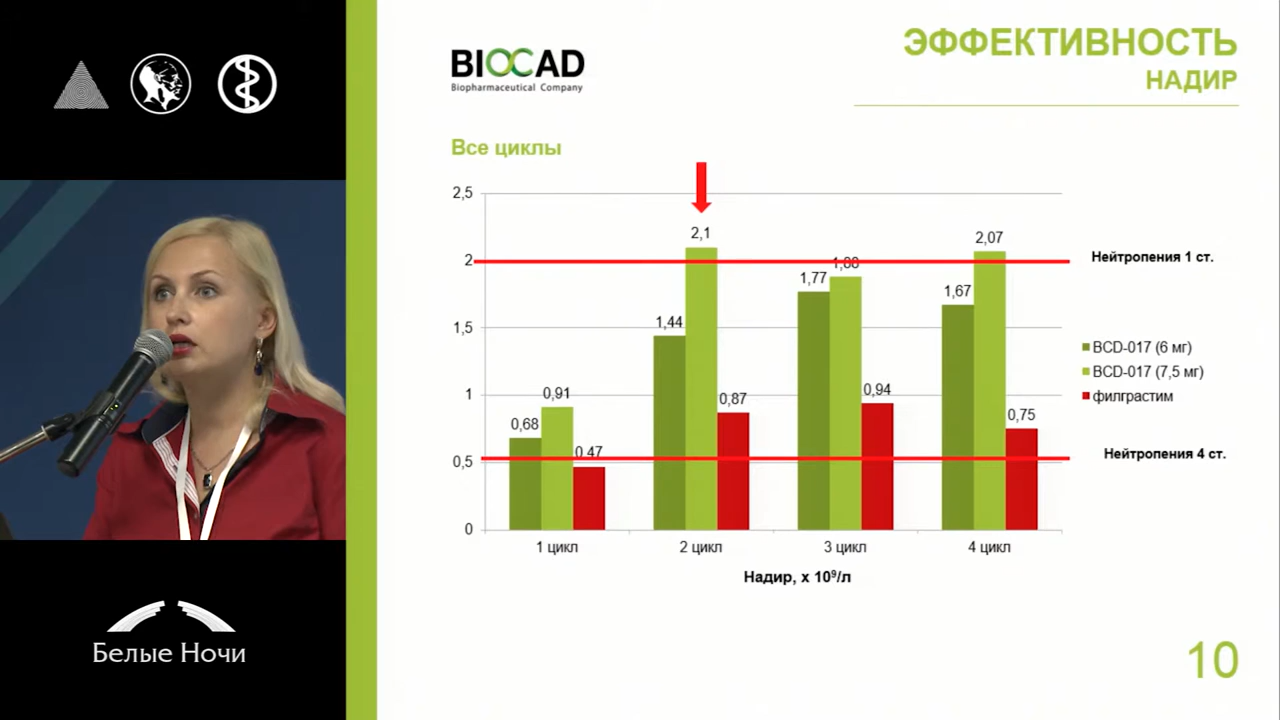 BIOCAD
Biopharmaceutical Company
ЭФФЕКТИВНОСТЬ
НАДИР
Все циклы
2,5
2
1,5
1
0,5
0
0,68
0,91
0,47
1,44
2,1
0,87
1,77
1,88
0,94
1,67
2,07
0,75
Нейтропения 1 ст.
BCD-017 (6 мг)
BCD-017 (7,5 мг)
филграстим
Нейтропения 4 ст.
1 цикл
2 цикл
3 цикл
4 цикл
Надир, х 10⁹/л
Белые Ночи
10